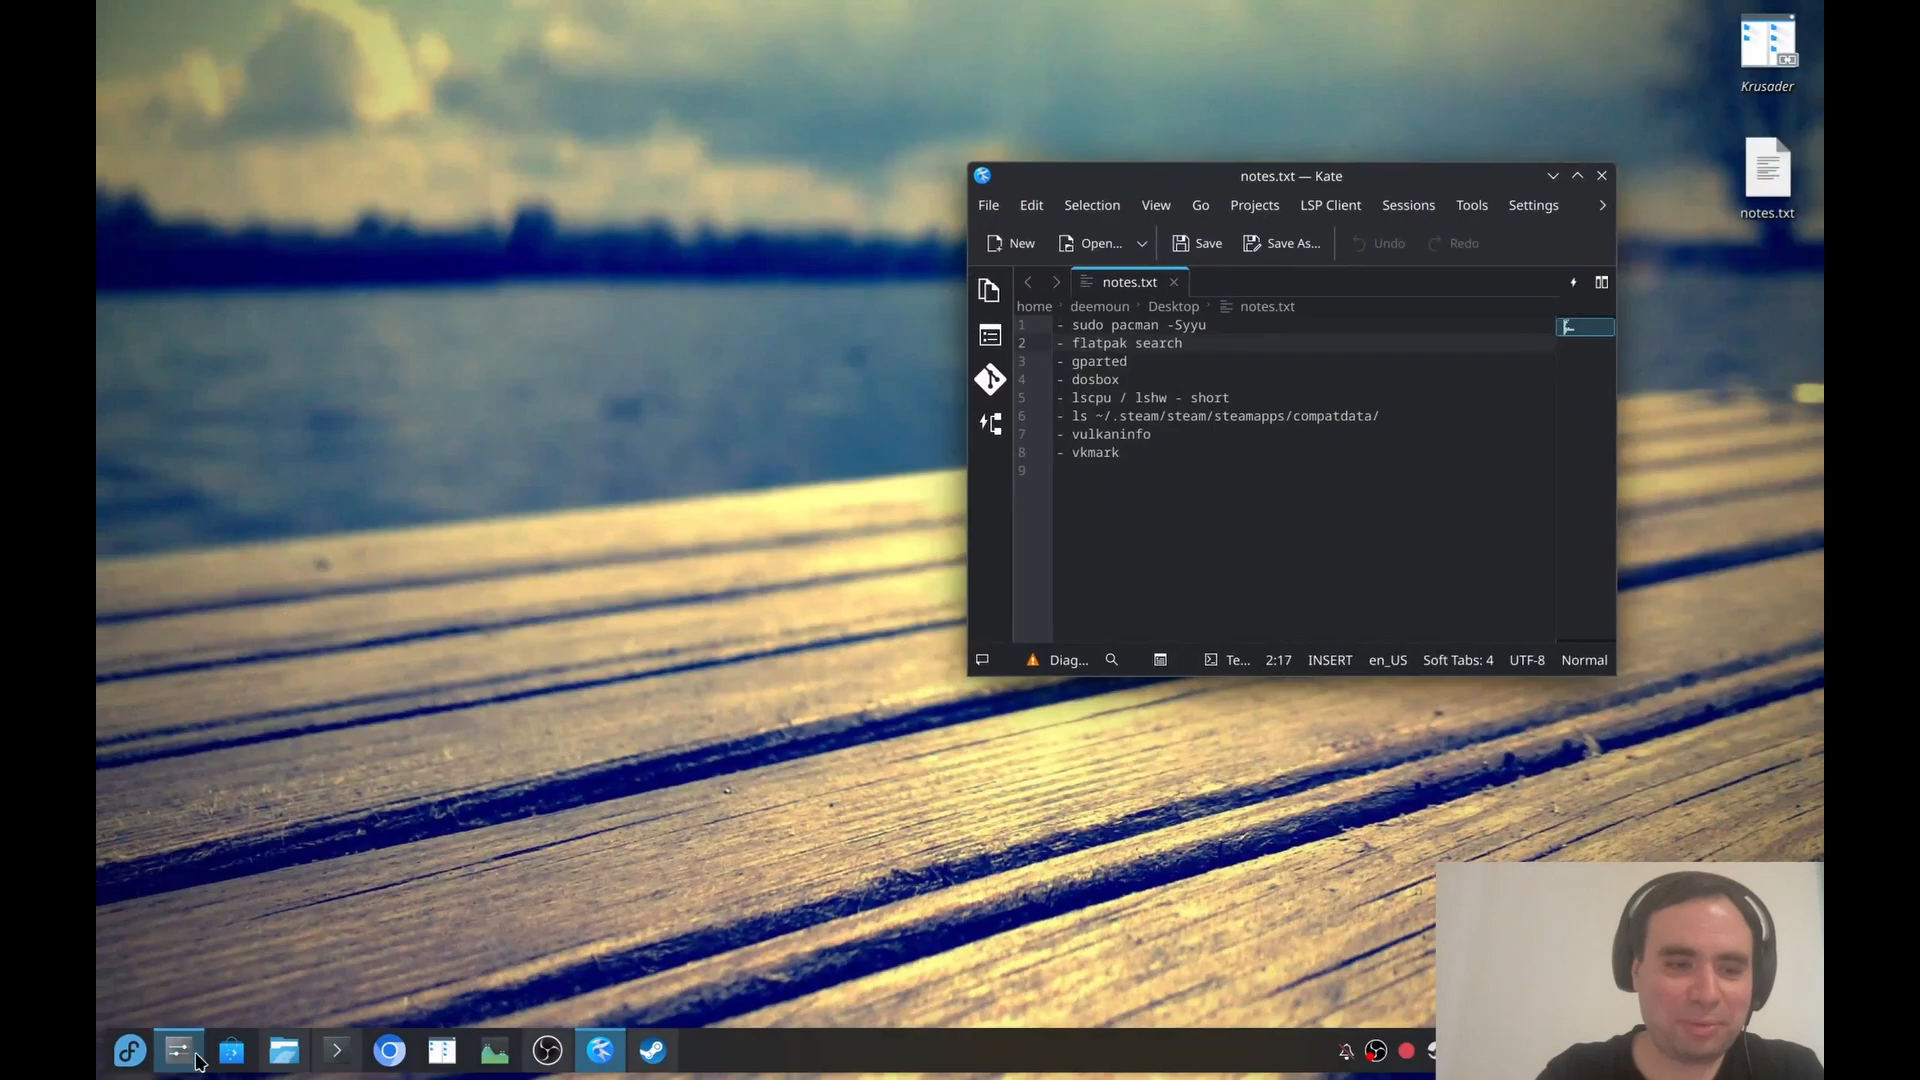 Krusader
notes.txt
notes.txt — Kate
File Edit Selection View Go Projects LSP Client Sessions Tools Settings
New Open... Save Save As... Undo Redo
notes.txt
home deemoun Desktop notes.txt
1 - sudo pacman -Syyu
2 - flatpak search
3 - gparted
4 - dosbox
5 - lscpu / lshw - short
6 - ls ~/.steam/steam/steamapps/compatdata/
7 - vulkaninfo
8 - vkmark
9
Diag... Te... 2:17 INSERT en_US Soft Tabs: 4 UTF-8 Normal